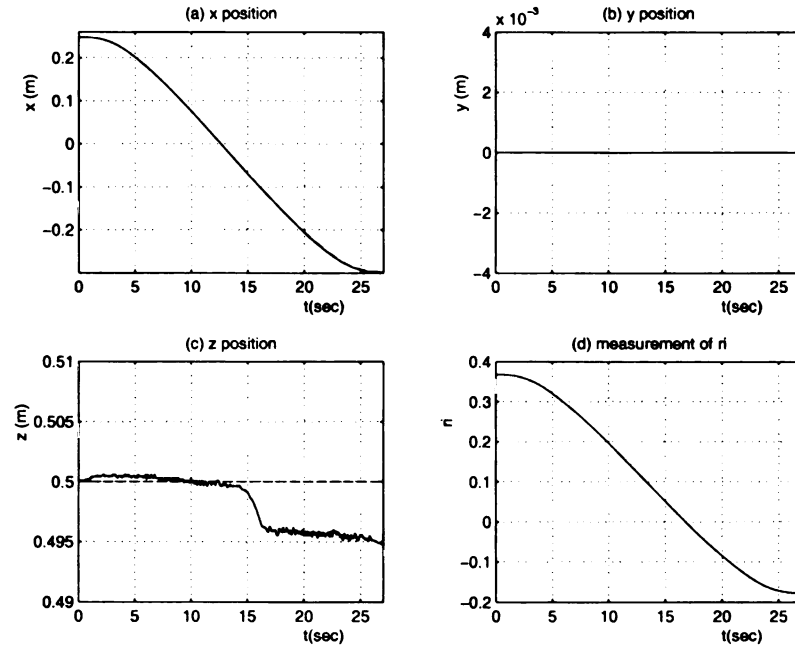 (a) x position
x (m)
0.2
0.1
0
−0.1
−0.2
0 5 10 15 20 25
t(sec)
(b) y position
x 10⁻³
y (m)
4
2
0
−2
−4
0 5 10 15 20 25
t(sec)
(c) z position
z (m)
0.51
0.505
0.5
0.495
0.49
0 5 10 15 20 25
t(sec)
(d) measurement of ri
ri
0.4
0.3
0.2
0.1
0
−0.1
−0.2
0 5 10 15 20 25
t(sec)